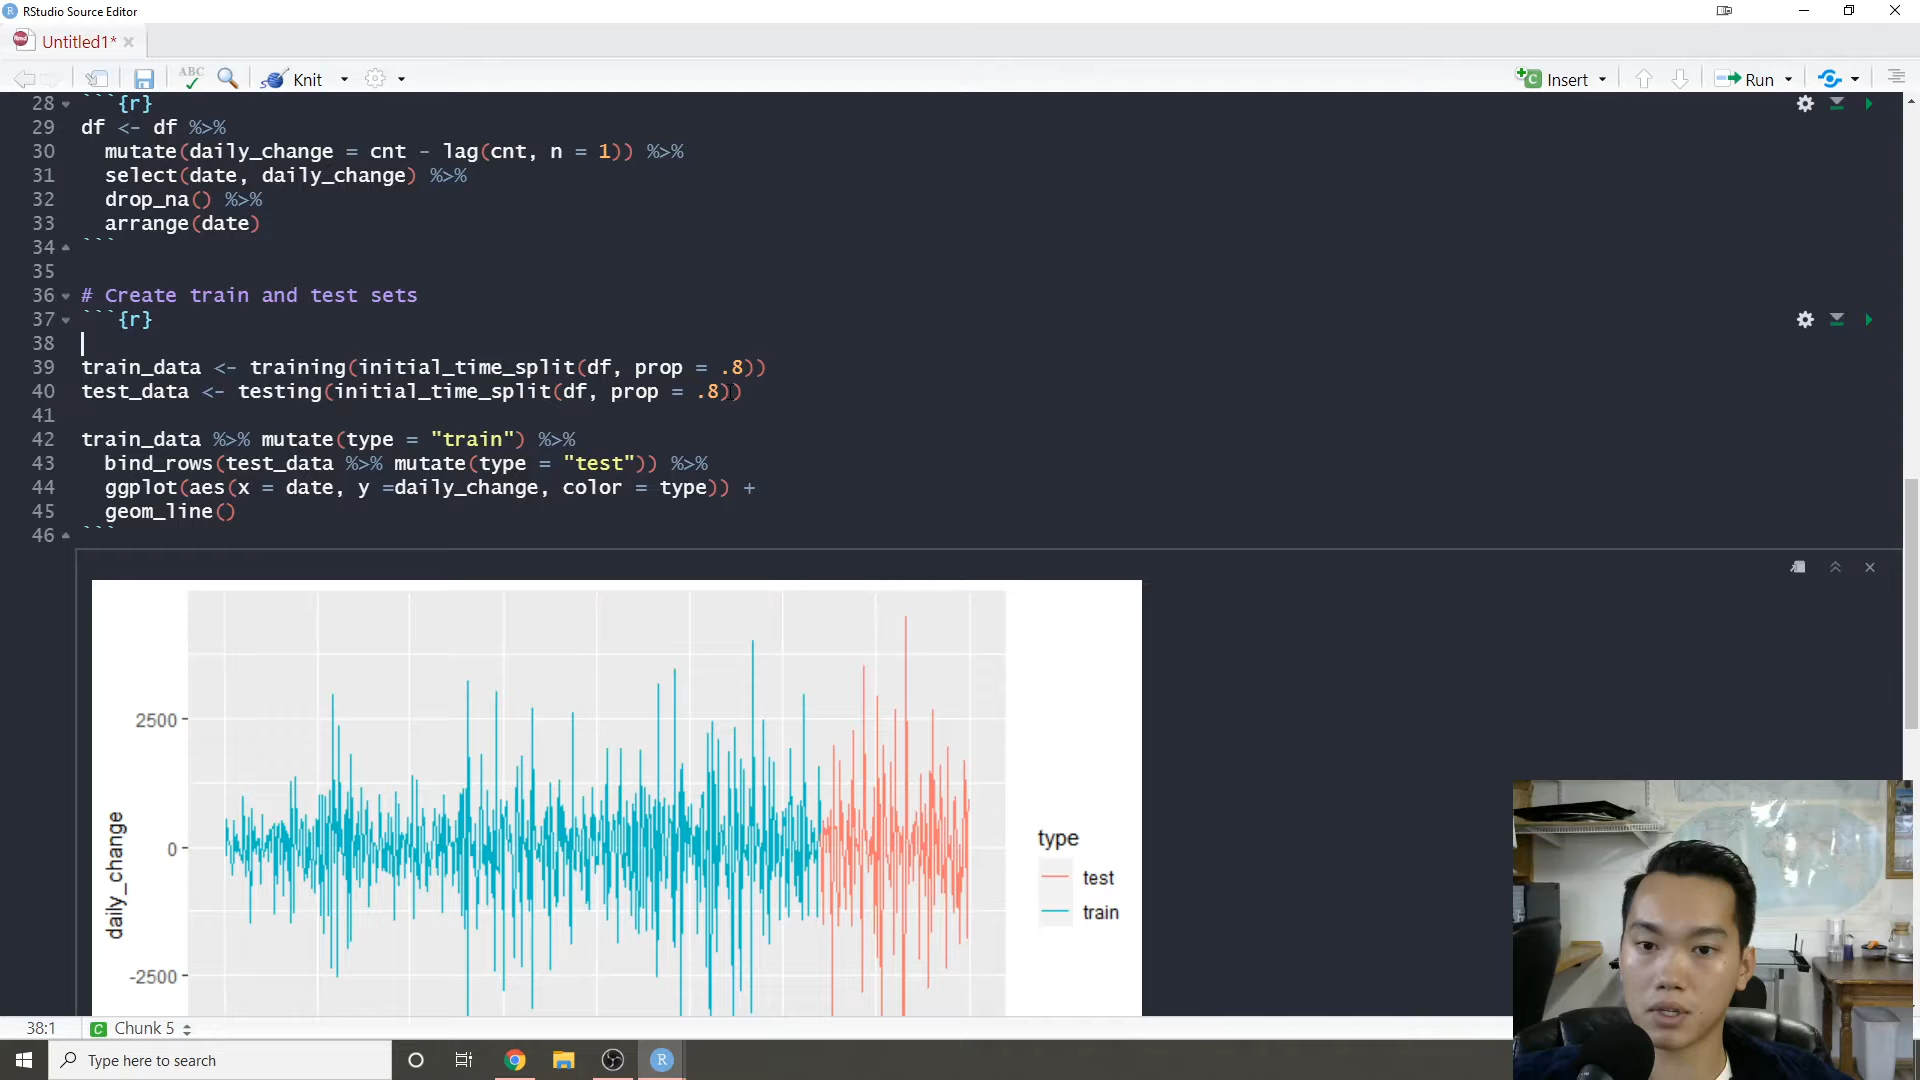 RStudio Source Editor
Untitled1*
ABC
Knit
Insert
Run
28 ```{r}
29 df <- df %>%
30 mutate(daily_change = cnt - lag(cnt, n = 1)) %>%
31 select(date, daily_change) %>%
32 drop_na() %>%
33 arrange(date)
34 ```
35
36 # Create train and test sets
37 ```{r}
38
39 train_data <- training(initial_time_split(df, prop = .8))
40 test_data <- testing(initial_time_split(df, prop = .8))
41
42 train_data %>% mutate(type = "train") %>%
43 bind_rows(test_data %>% mutate(type = "test")) %>%
44 ggplot(aes(x = date, y =daily_change, color = type)) +
45 geom_line()
46 ```
2500
0
-2500
daily_change
type
test
train
38:1
C Chunk 5
Type here to search
R